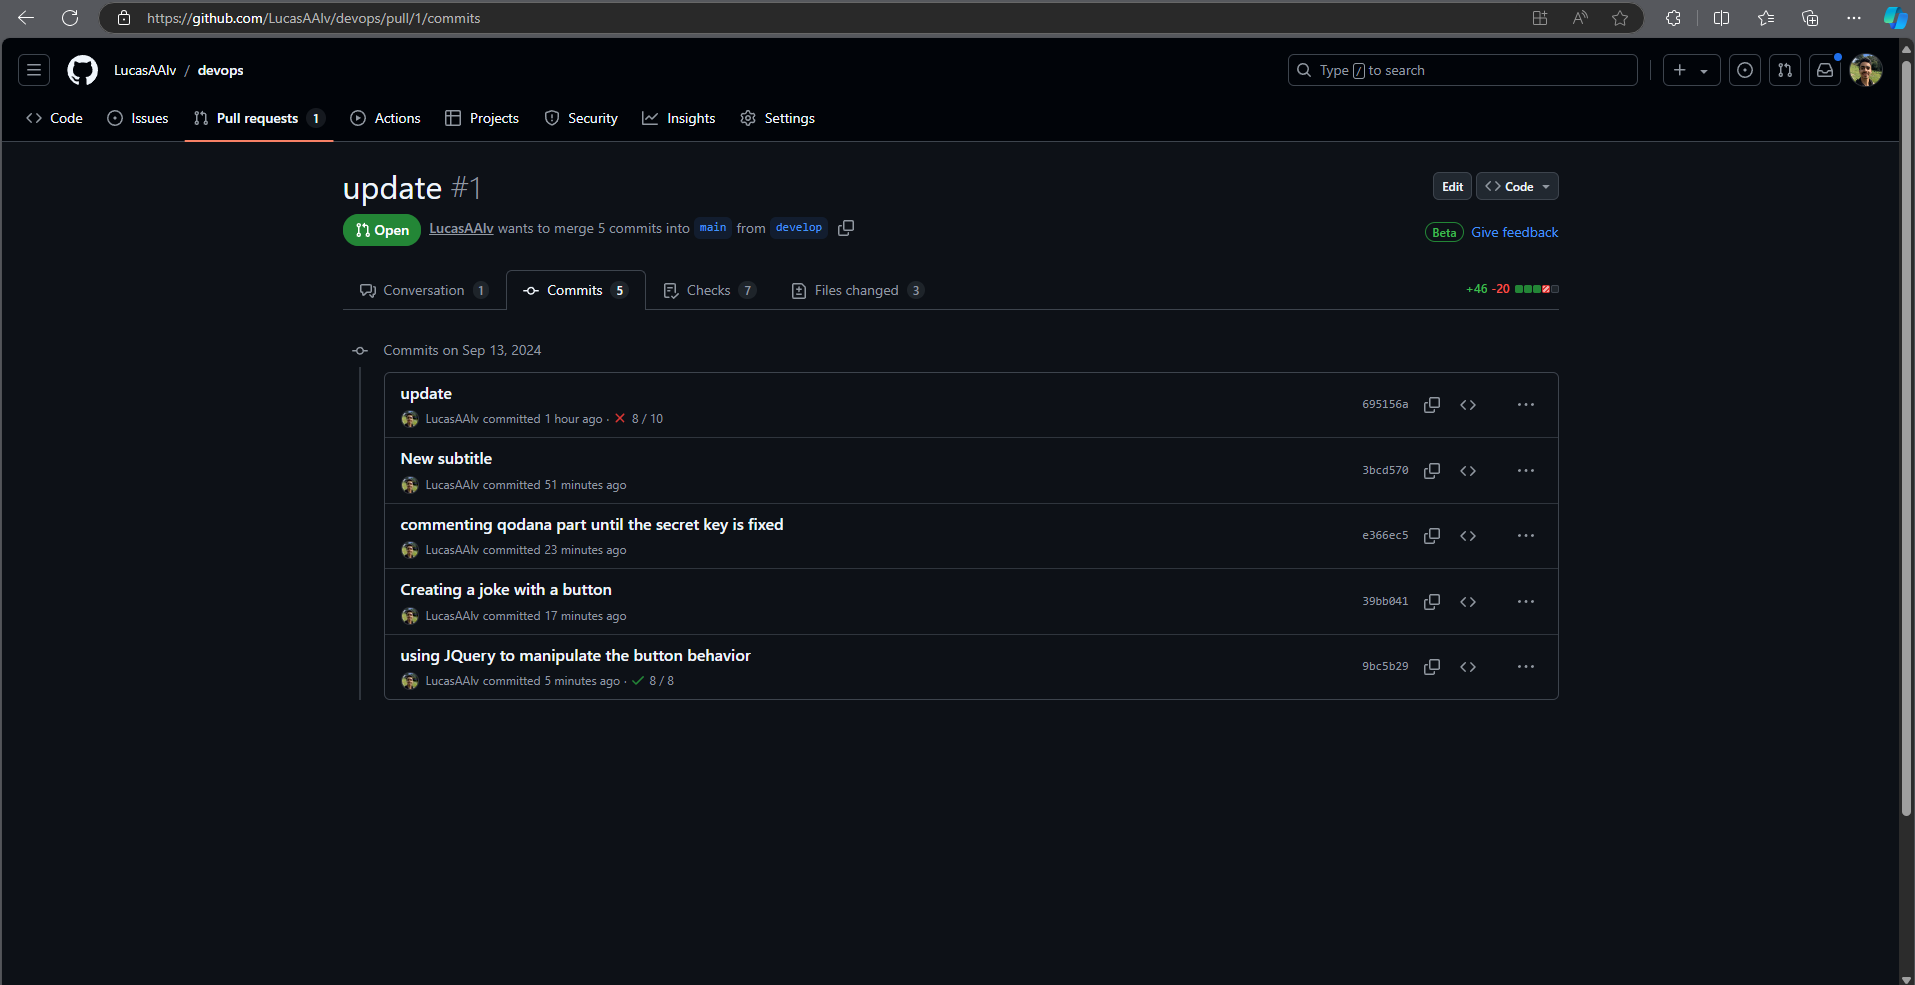 https://github.com/LucasAAlv/devops/pull/1/commits
LucasAAlv / devops
Type / to search
Code Issues Pull requests 1 Actions Projects Security Insights Settings
update #1
Edit Code
Open LucasAAlv wants to merge 5 commits into main from develop
Beta Give feedback
Conversation 1 Commits 5 Checks 7 Files changed 3
+46 -20
Commits on Sep 13, 2024
update
LucasAAlv committed 1 hour ago · 8 / 10
695156a
New subtitle
LucasAAlv committed 51 minutes ago
3bcd570
commenting qodana part until the secret key is fixed
LucasAAlv committed 23 minutes ago
e366ec5
Creating a joke with a button
LucasAAlv committed 17 minutes ago
39bb041
using JQuery to manipulate the button behavior
LucasAAlv committed 5 minutes ago · 8 / 8
9bc5b29